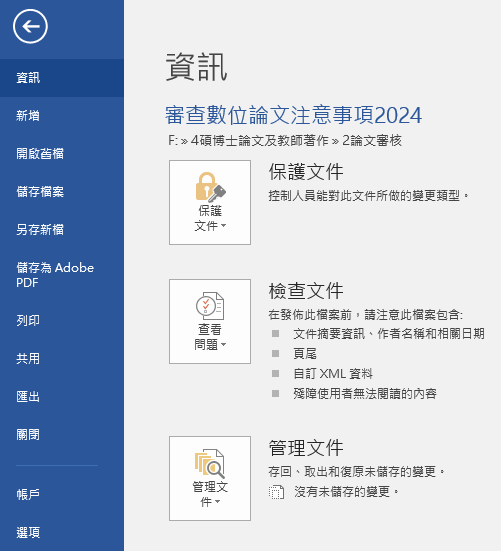 資訊
新增
開啟舊檔
儲存檔案
另存新檔
儲存為 Adobe
PDF
列印
共用
匯出
關閉
帳戶
選項
資訊
審查數位論文注意事項2024
F: » 4碩博士論文及教師著作 » 2論文審核
保護
文件
保護文件
控制人員能對此文件所做的變更類型。
查看
問題
檢查文件
在發佈此檔案前，請注意此檔案包含:
文件摘要資訊、作者名稱和相關日期
頁尾
自訂 XML 資料
殘障使用者無法閱讀的內容
管理文
件
管理文件
存回、取出和復原未儲存的變更。
沒有未儲存的變更。